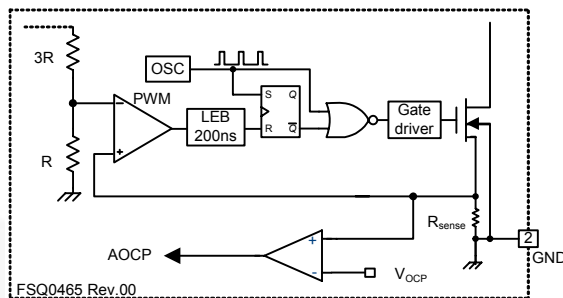 3R
OSC
PWM
S Q
R Q
LEB
200ns
Gate
driver
R
Rsense
2
GND
AOCP
+
-
VOCP
FSQ0465 Rev.00